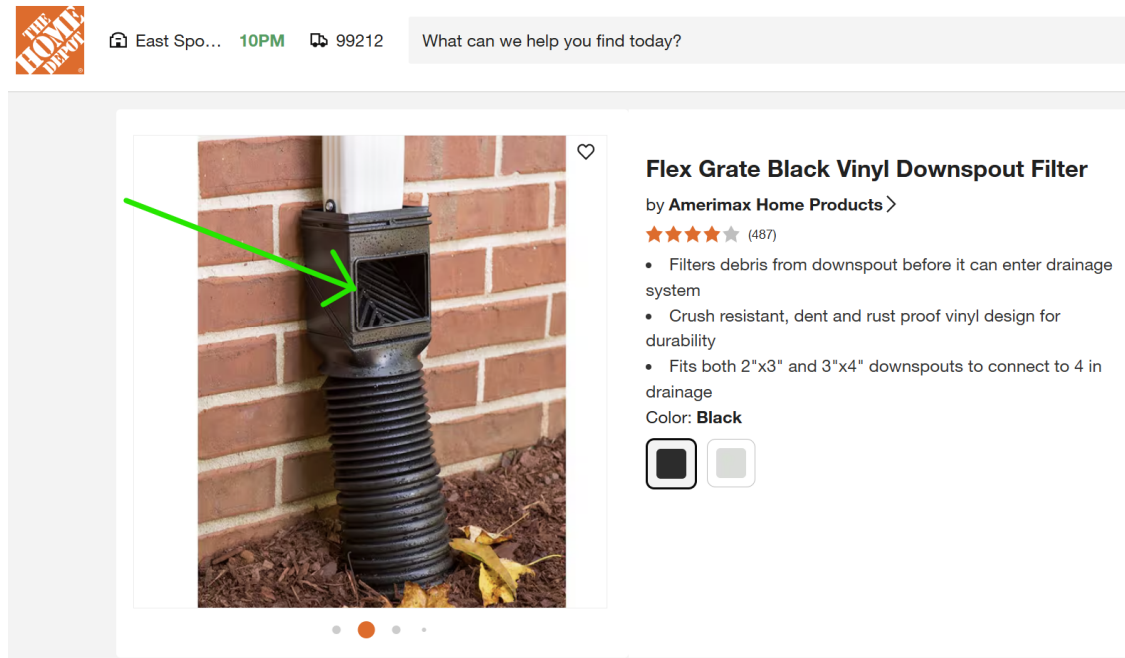 THE
HOME
DEPOT
East Spo... 10PM 99212 What can we help you find today?
Flex Grate Black Vinyl Downspout Filter
by Amerimax Home Products
(487)
• Filters debris from downspout before it can enter drainage
system
• Crush resistant, dent and rust proof vinyl design for
durability
• Fits both 2"x3" and 3"x4" downspouts to connect to 4 in
drainage
Color: Black